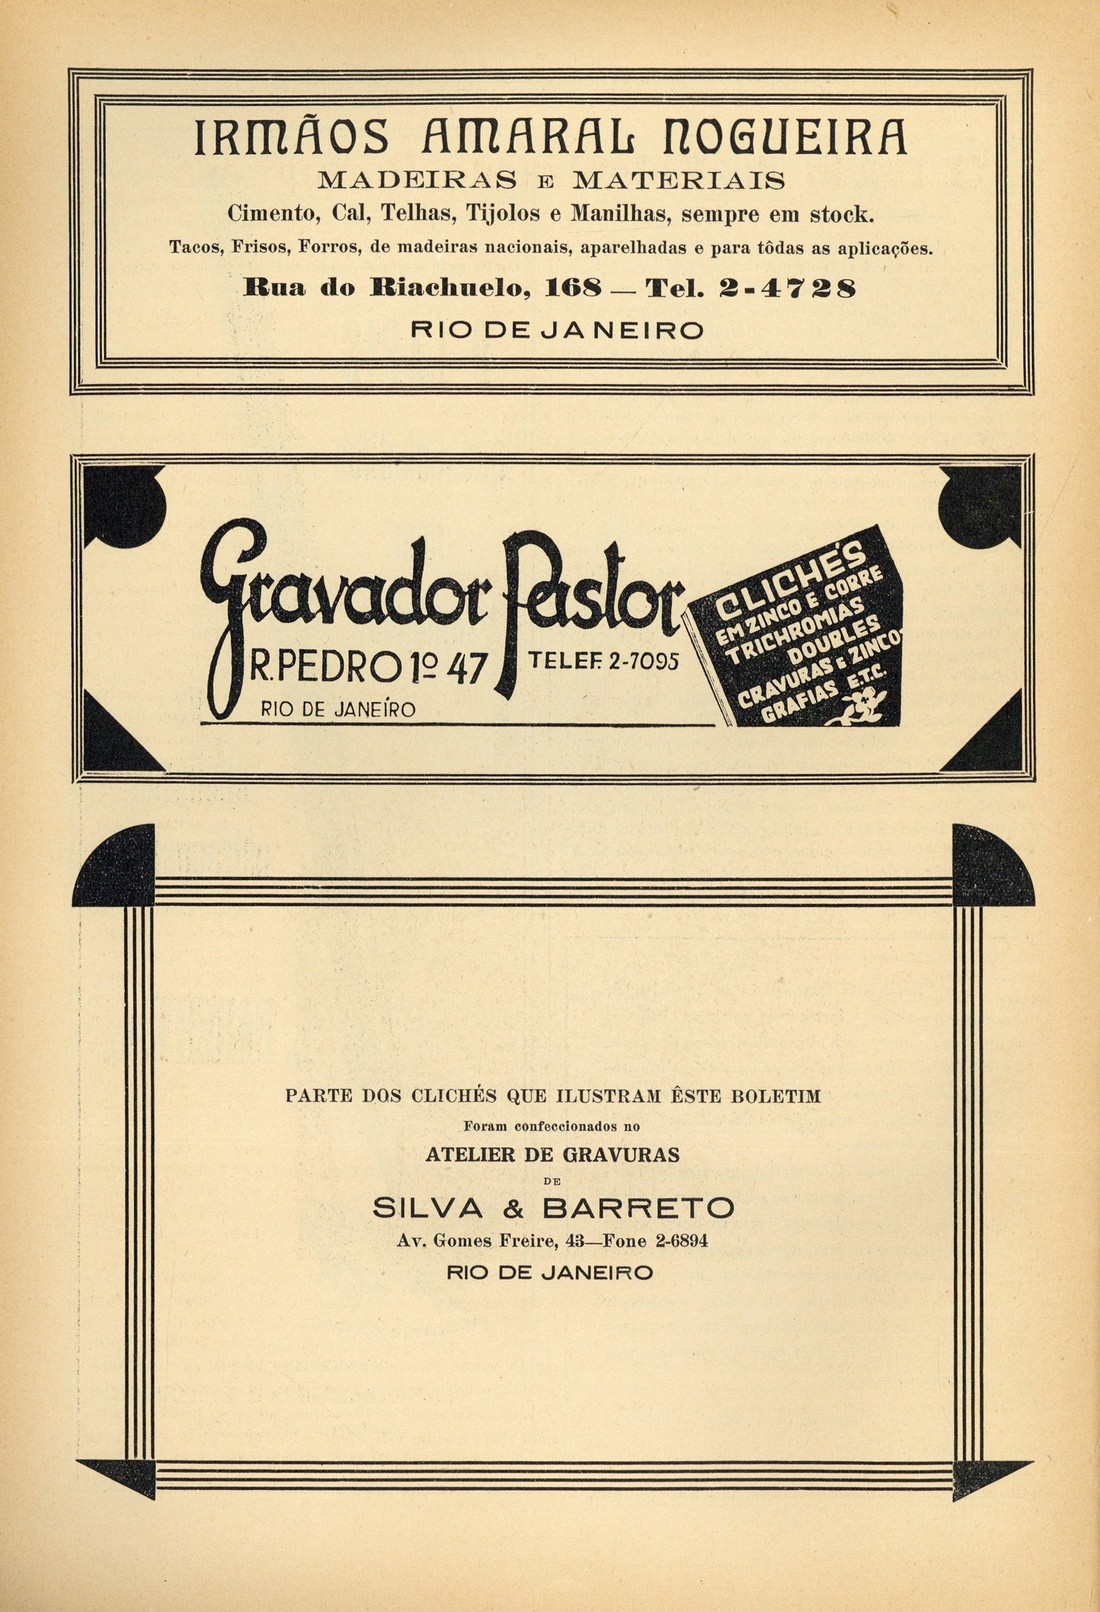 IRMÃOS AMARAL NOGUEIRA
MADEIRAS E MATERIAIS
Cimento, Cal, Telhas, Tijolos e Manilhas, sempre em stock.
Tacos, Frisos, Forros, de madeiras nacionais, aparelhadas e para tôdas as aplicações.
Rua do Riachuelo, 168 — Tel. 2-4728
RIO DE JANEIRO
Gravador Pastor
R. PEDRO 1º 47
TELEF. 2-7095
RIO DE JANEÍRO
CLICHÉS
EM ZINCO E CORRE
TRICHROMIAS
DOUBLES
GRAVURAS E ZINCO-
GRAFIAS E.T.C.
PARTE DOS CLICHÉS QUE ILUSTRAM ÊSTE BOLETIM
Foram confeccionados no
ATELIER DE GRAVURAS
DE
SILVA & BARRETO
Av. Gomes Freire, 43—Fone 2-6894
RIO DE JANEIRO